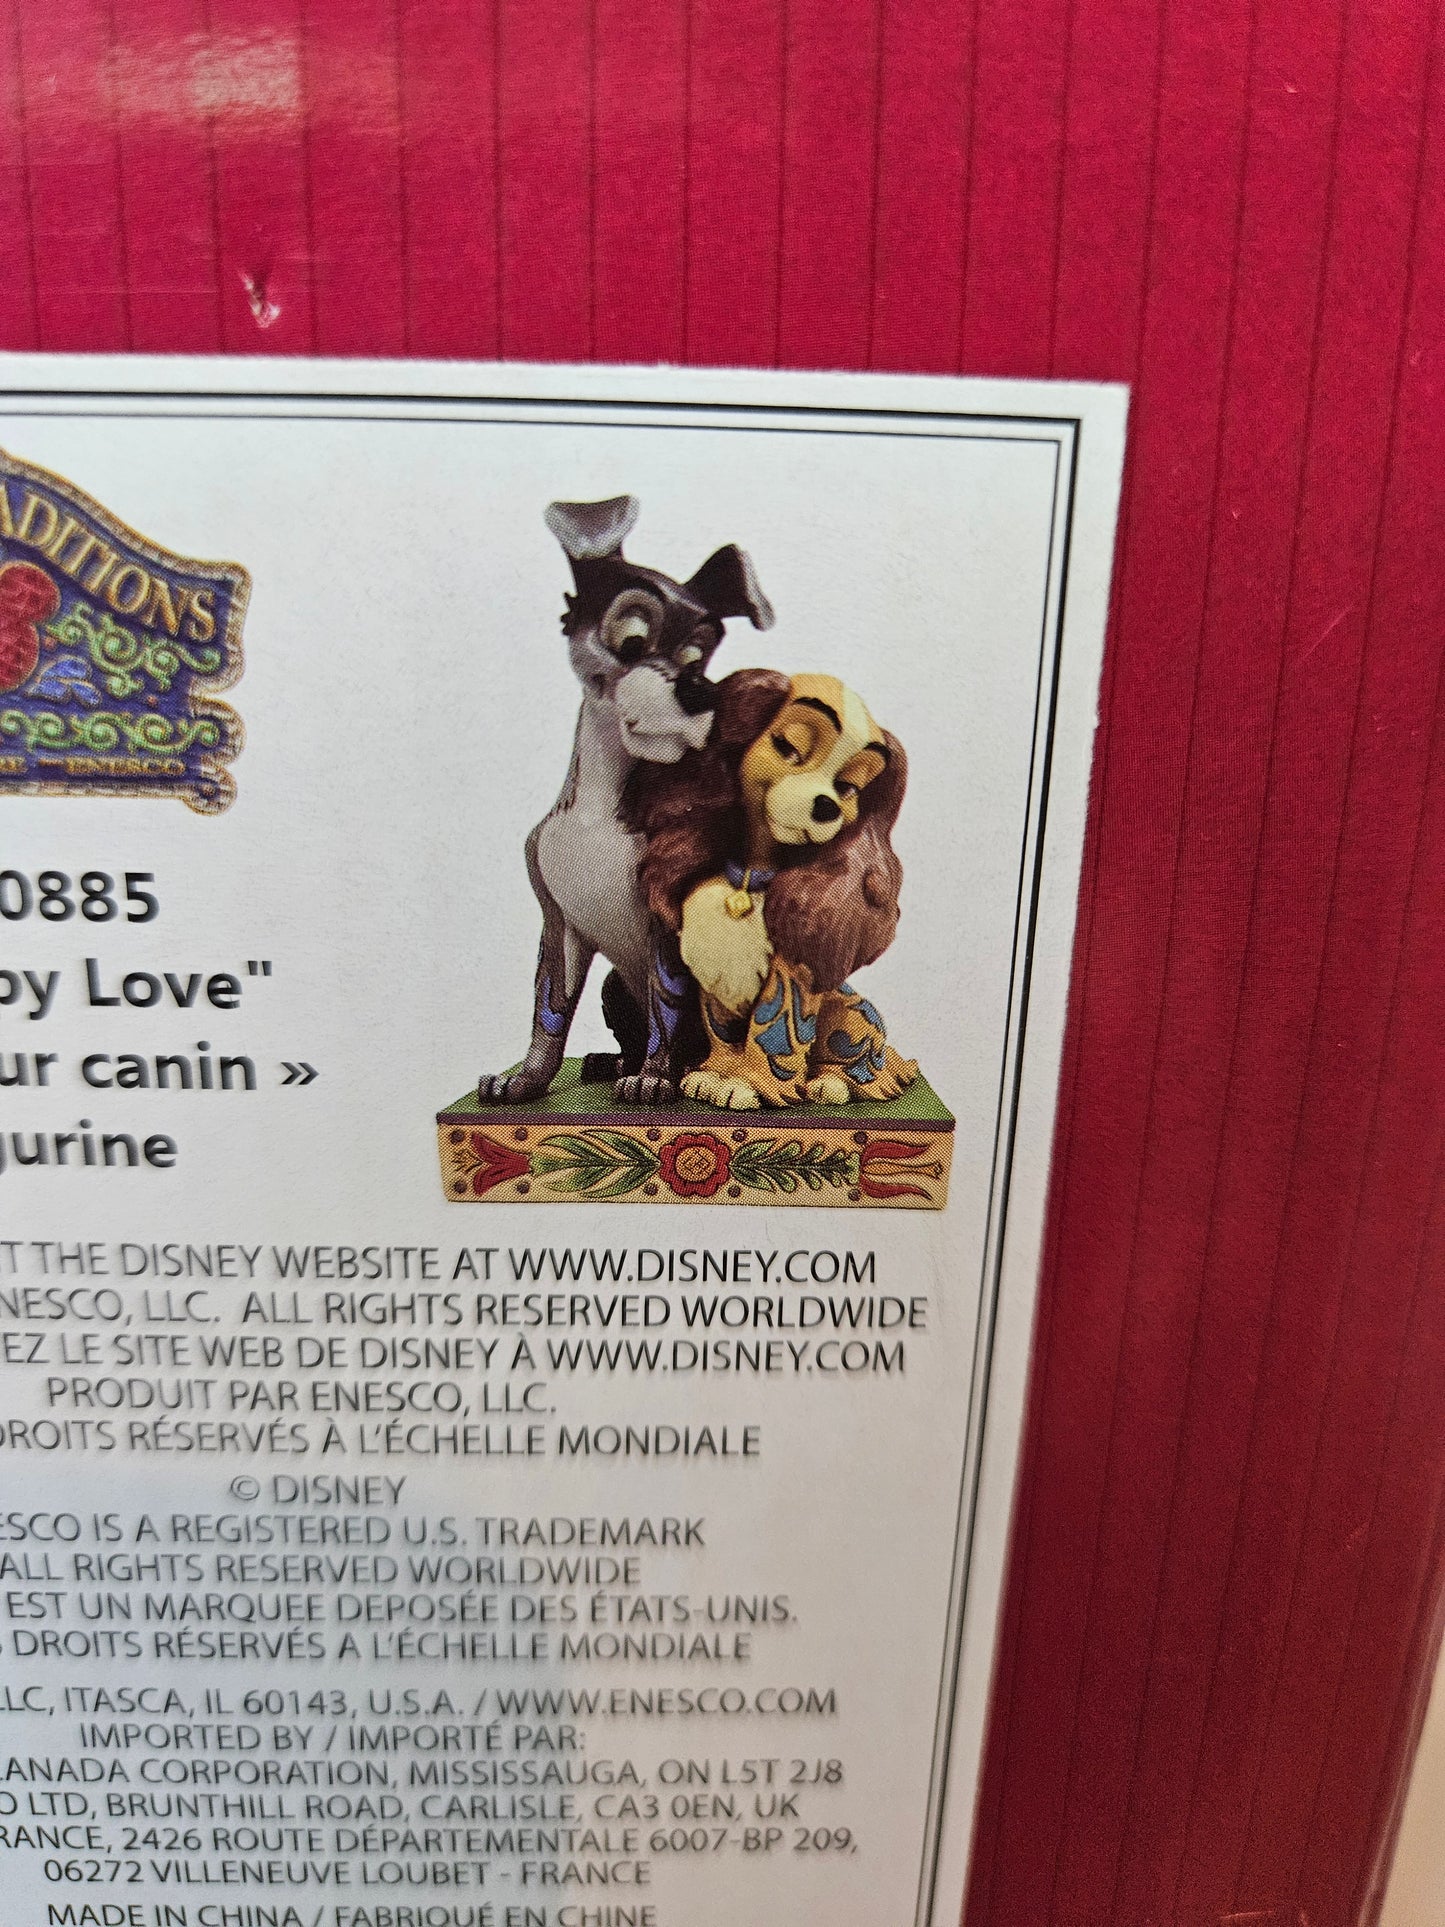 ADITIONS
ENESCO
0885
py Love"
ur canin »
gurine
T THE DISNEY WEBSITE AT WWW.DISNEY.COM
NESCO, LLC. ALL RIGHTS RESERVED WORLDWIDE
EZ LE SITE WEB DE DISNEY À WWW.DISNEY.COM
PRODUIT PAR ENESCO, LLC.
DROITS RÉSERVÉS À L'ÉCHELLE MONDIALE
© DISNEY
ESCO IS A REGISTERED U.S. TRADEMARK
ALL RIGHTS RESERVED WORLDWIDE
EST UN MARQUEE DEPOSÉE DES ÉTATS-UNIS.
S DROITS RÉSERVÉS A L'ÉCHELLE MONDIALE
LLC, ITASCA, IL 60143, U.S.A. / WWW.ENESCO.COM
IMPORTED BY / IMPORTÉ PAR:
CANADA CORPORATION, MISSISSAUGA, ON L5T 2J8
O LTD, BRUNTHILL ROAD, CARLISLE, CA3 0EN, UK
RANCE, 2426 ROUTE DÉPARTEMENTALE 6007-BP 209,
06272 VILLENEUVE LOUBET - FRANCE
MADE IN CHINA / FABRIQUÉ EN CHINE